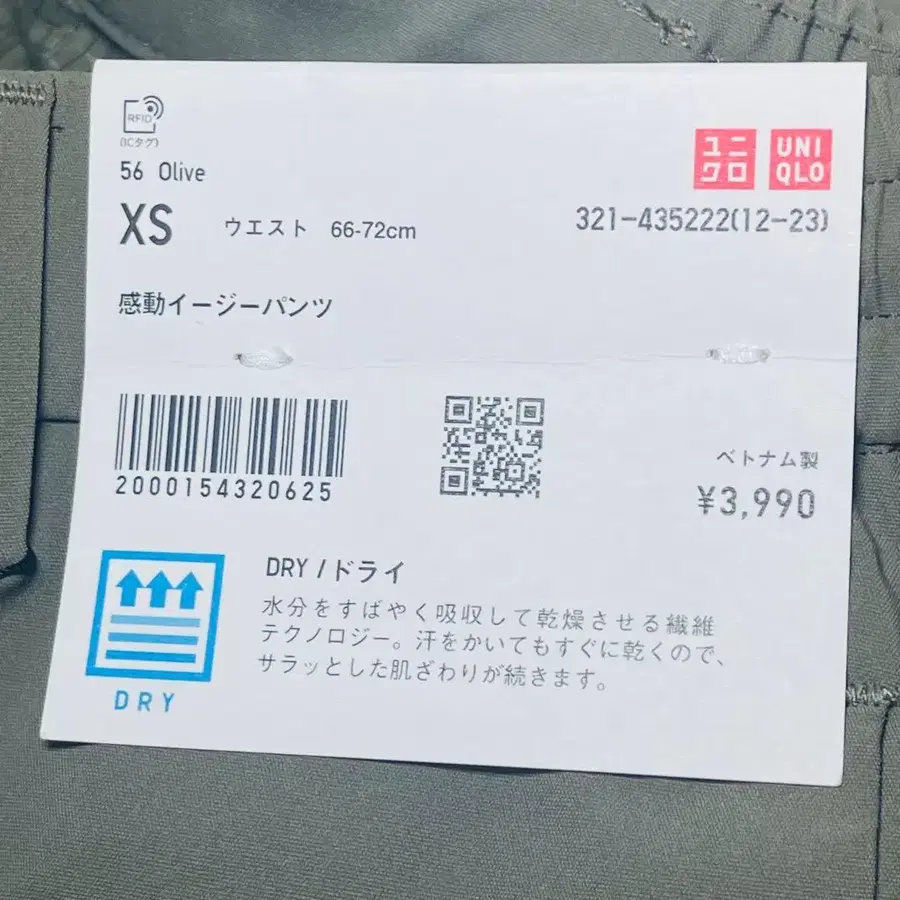 RFID
(ICタグ)
56 Olive
XS ウエスト 66-72cm
ユニクロ UNIQLO
321-435222(12-23)
感動イージーパンツ
2000154320625
ベトナム製
¥3,990
DRY
DRY / ドライ
水分をすばやく吸収して乾燥させる繊維
テクノロジー。汗をかいてもすぐに乾くので、
サラッとした肌ざわりが続きます。